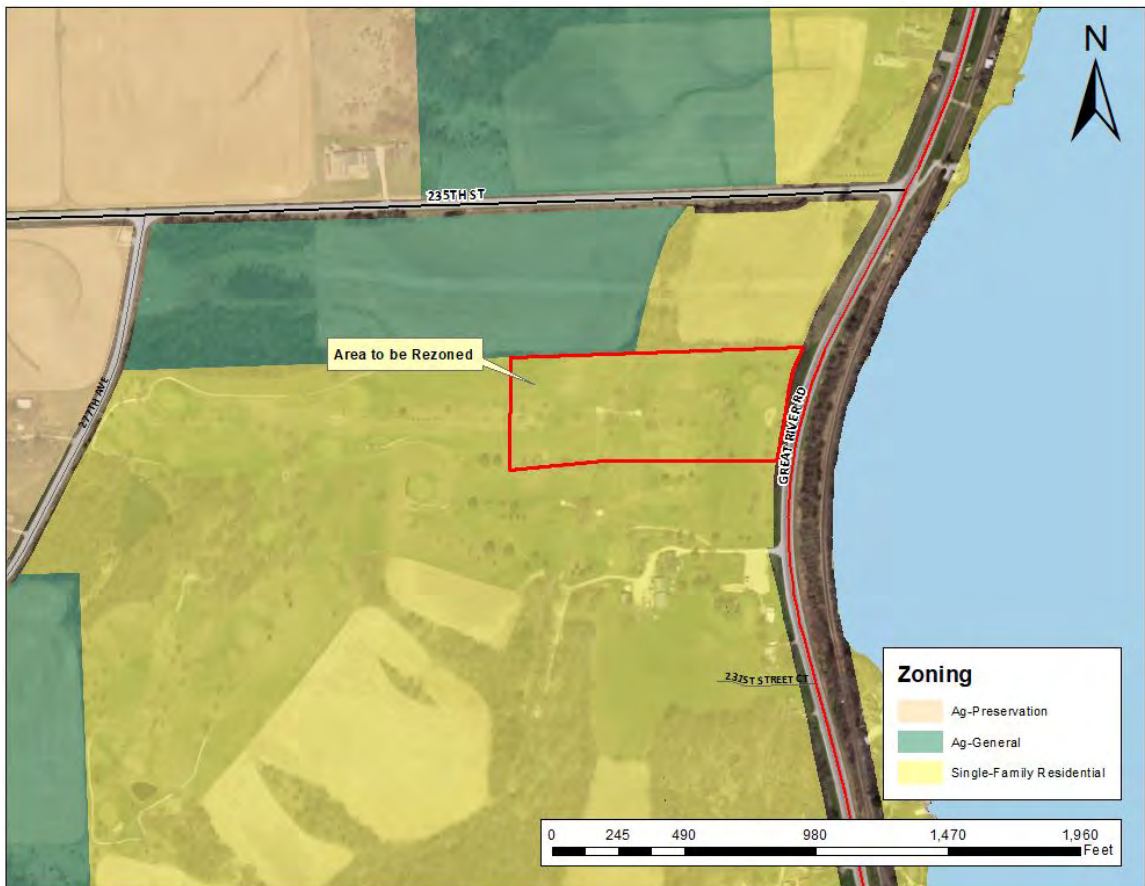 N
235TH ST
Area to be Rezoned
277TH AVE
GREAT RIVER RD
231ST STREET CT
Zoning
Ag-Preservation
Ag-General
Single-Family Residential
0 245 490 980 1,470 1,960
Feet